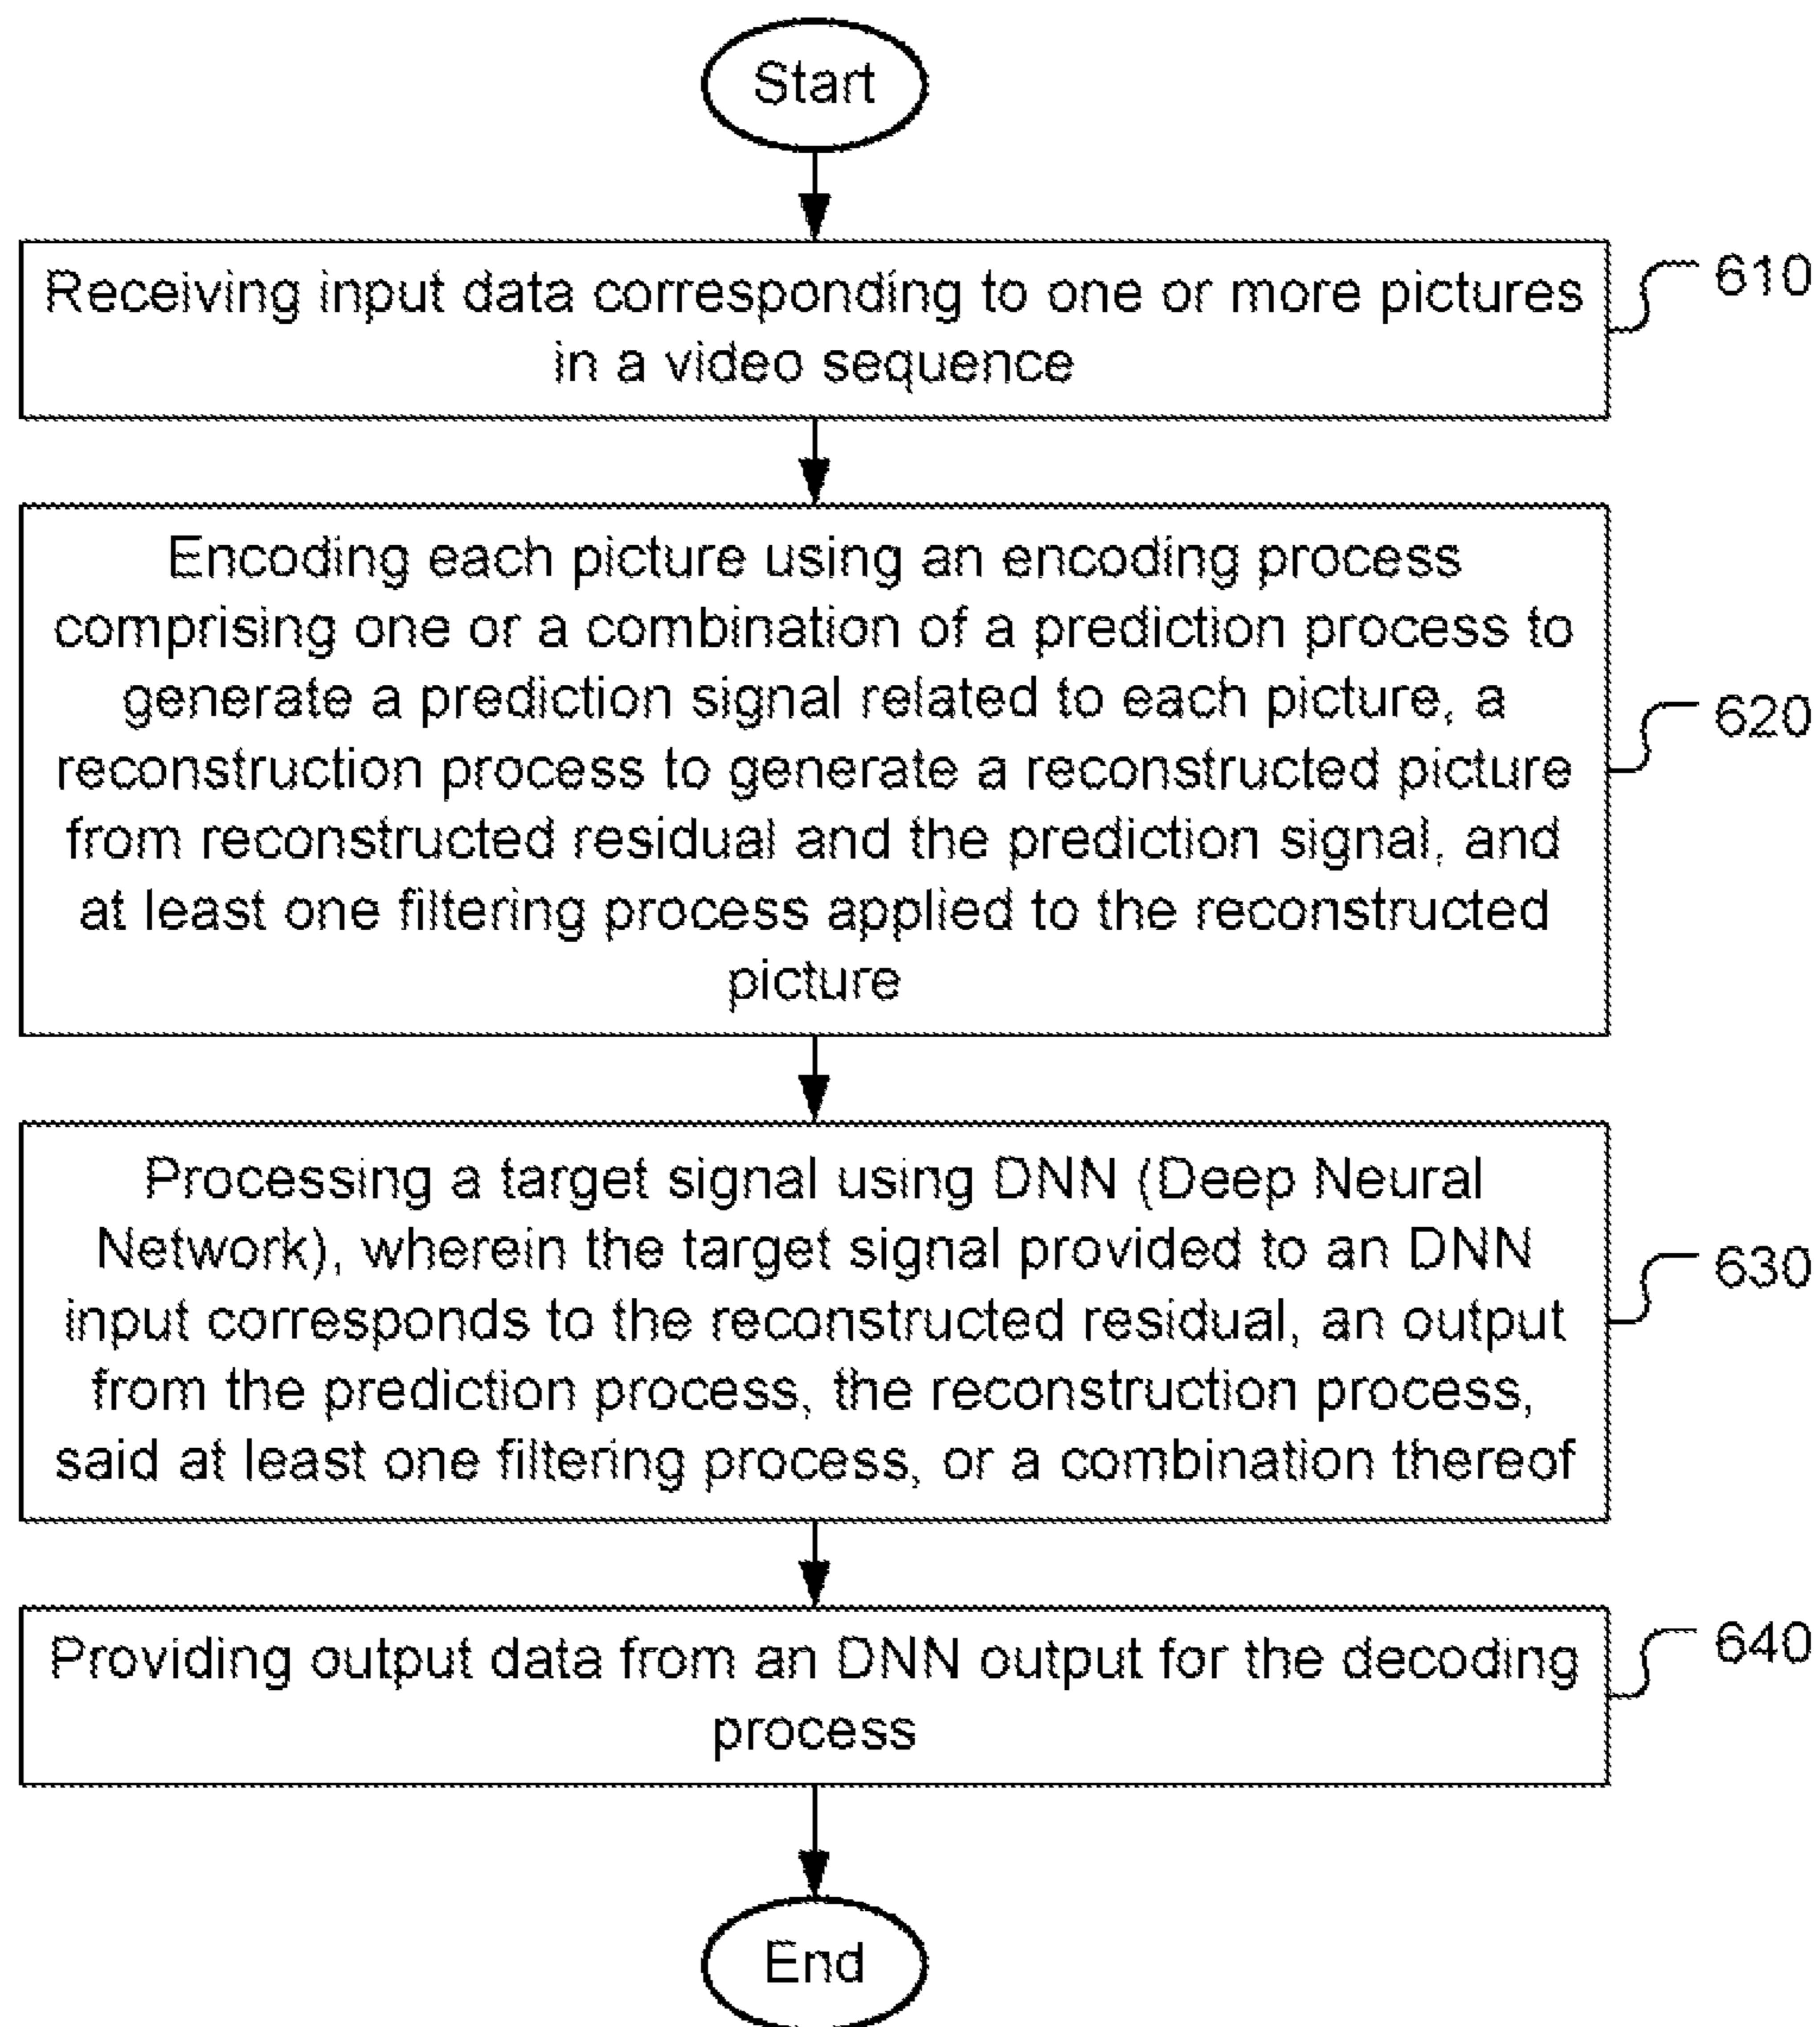 Start
Receiving input data corresponding to one or more pictures
in a video sequence
610
Encoding each picture using an encoding process
comprising one or a combination of a prediction process to
generate a prediction signal related to each picture, a
reconstruction process to generate a reconstructed picture
from reconstructed residual and the prediction signal, and
at least one filtering process applied to the reconstructed
picture
620
Processing a target signal using DNN (Deep Neural
Network), wherein the target signal provided to an DNN
input corresponds to the reconstructed residual, an output
from the prediction process, the reconstruction process,
said at least one filtering process, or a combination thereof
630
Providing output data from an DNN output for the decoding
process
640
End